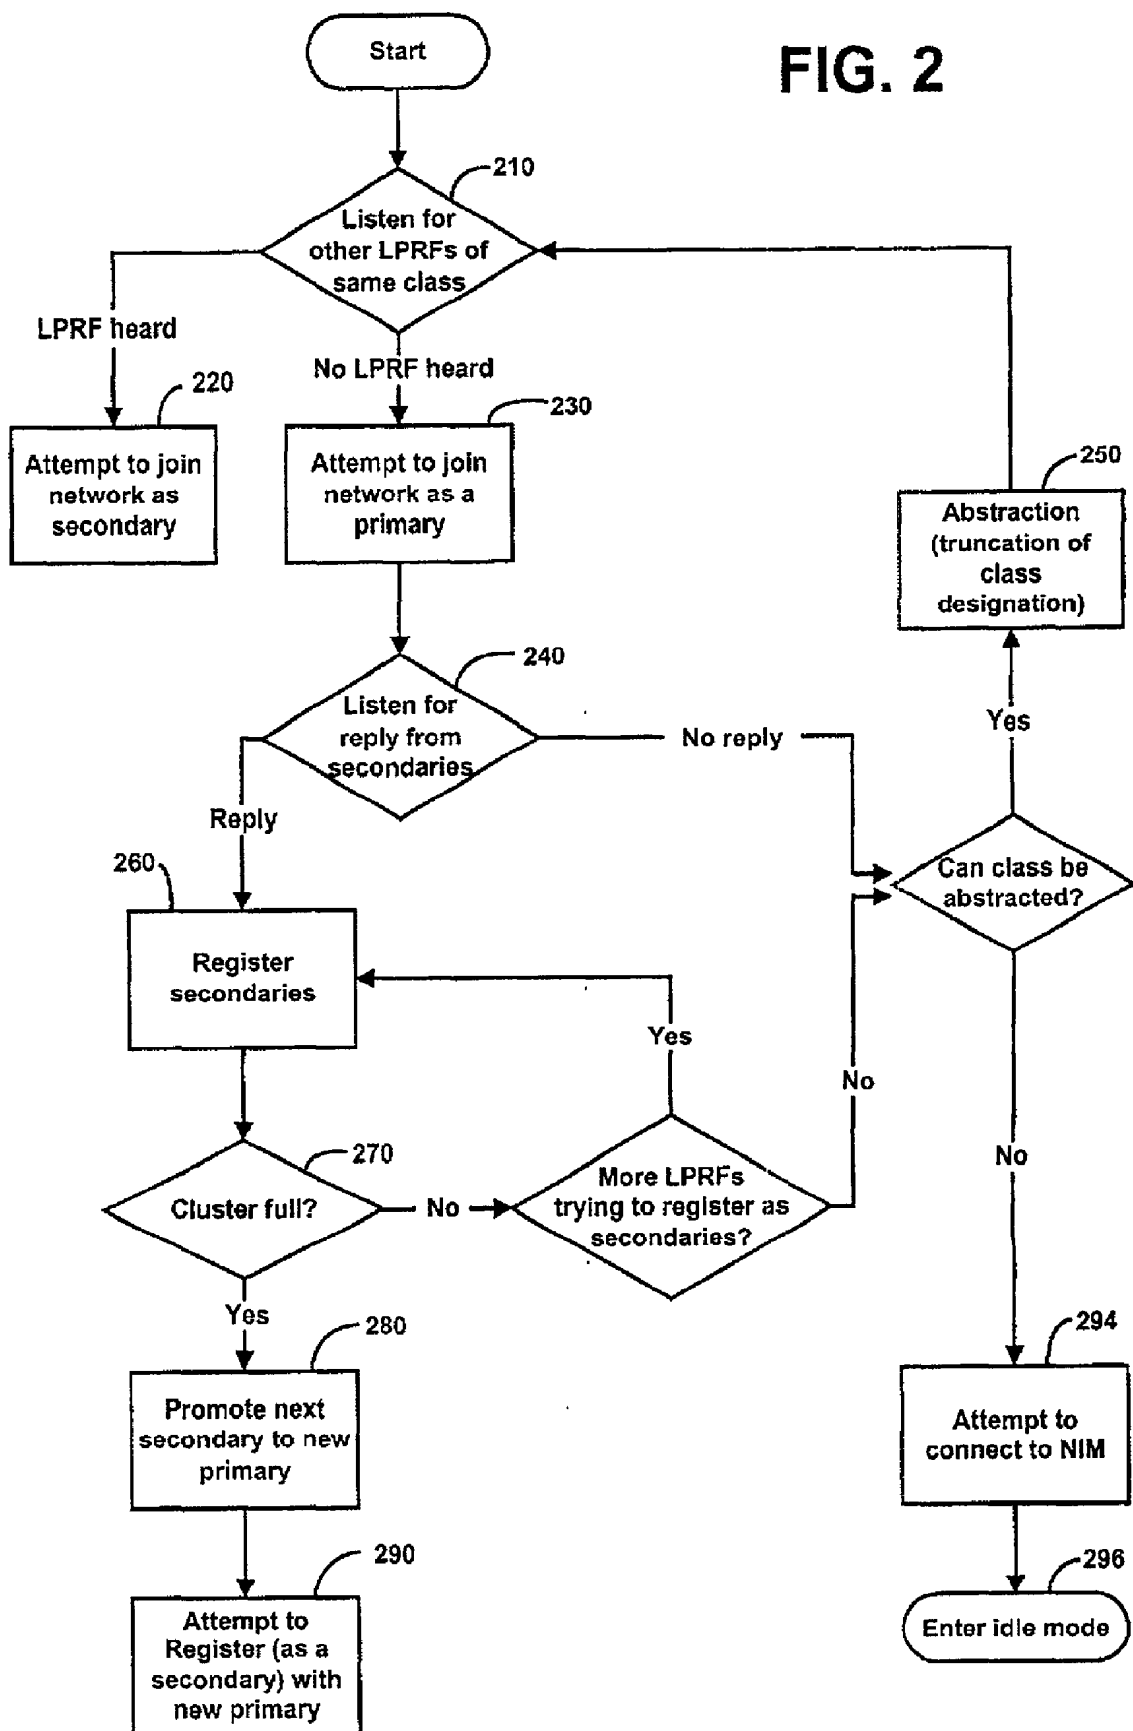 Start
FIG. 2
210
Listen for
other LPRFs of
same class
LPRF heard
No LPRF heard
220
230
Attempt to join
network as
secondary
Attempt to join
network as a
primary
250
Abstraction
(truncation of
class
designation)
240
Listen for
reply from
secondaries
No reply
Yes
Reply
260
Can class be
abstracted?
Register
secondaries
Yes
No
No
270
Cluster full?
No
More LPRFs
trying to register as
secondaries?
Yes
280
294
Promote next
secondary to new
primary
Attempt to
connect to NIM
290
296
Attempt to
Register (as a
secondary) with
new primary
Enter idle mode